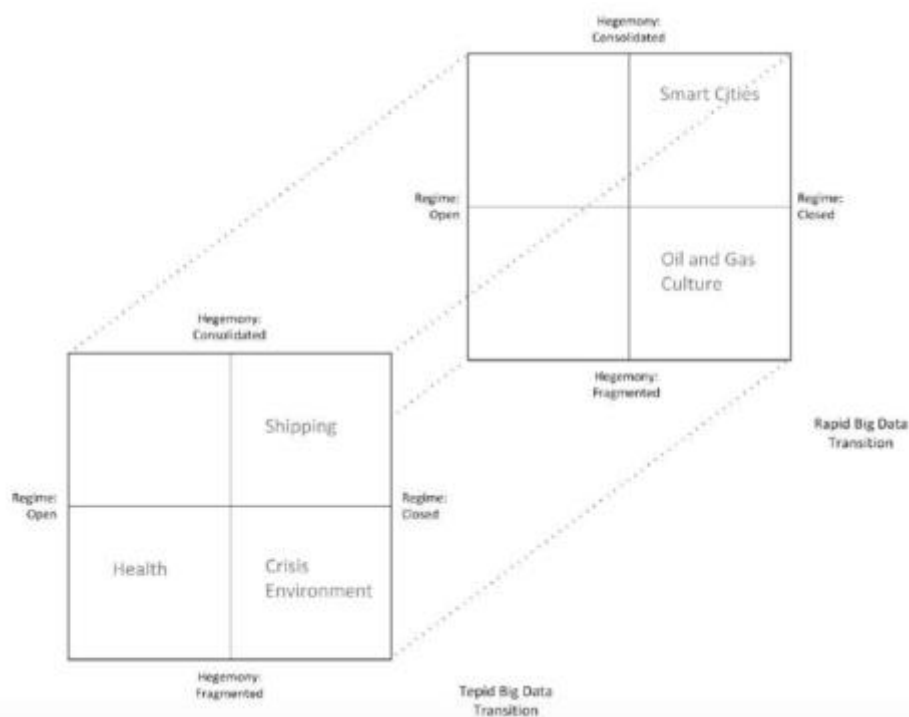 Hegemony:
Consolidated
Smart Cities
Regime:
Open
Regime:
Closed
Oil and Gas
Culture
Hegemony:
Fragmented
Rapid Big Data
Transition
Hegemony:
Consolidated
Shipping
Regime:
Open
Regime:
Closed
Health
Crisis
Environment
Hegemony:
Fragmented
Tepid Big Data
Transition